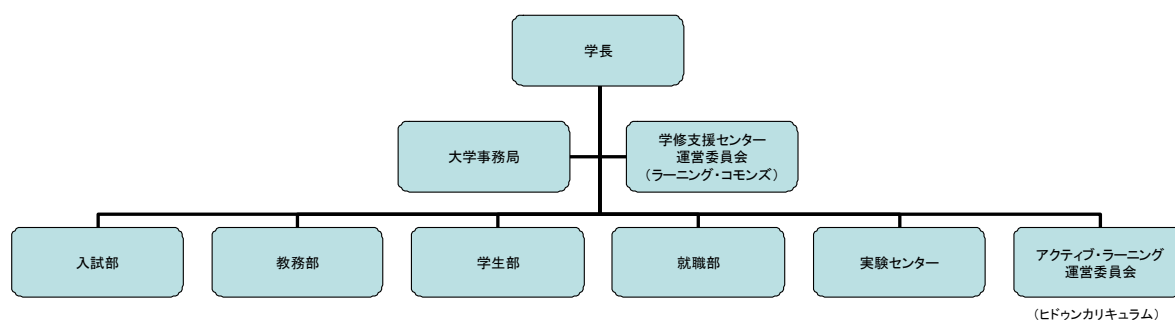 学長
大学事務局
学修支援センター
運営委員会
(ラーニング・コモンズ)
入試部
教務部
学生部
就職部
実験センター
アクティブ・ラーニング
運営委員会
(ヒドゥンカリキュラム)